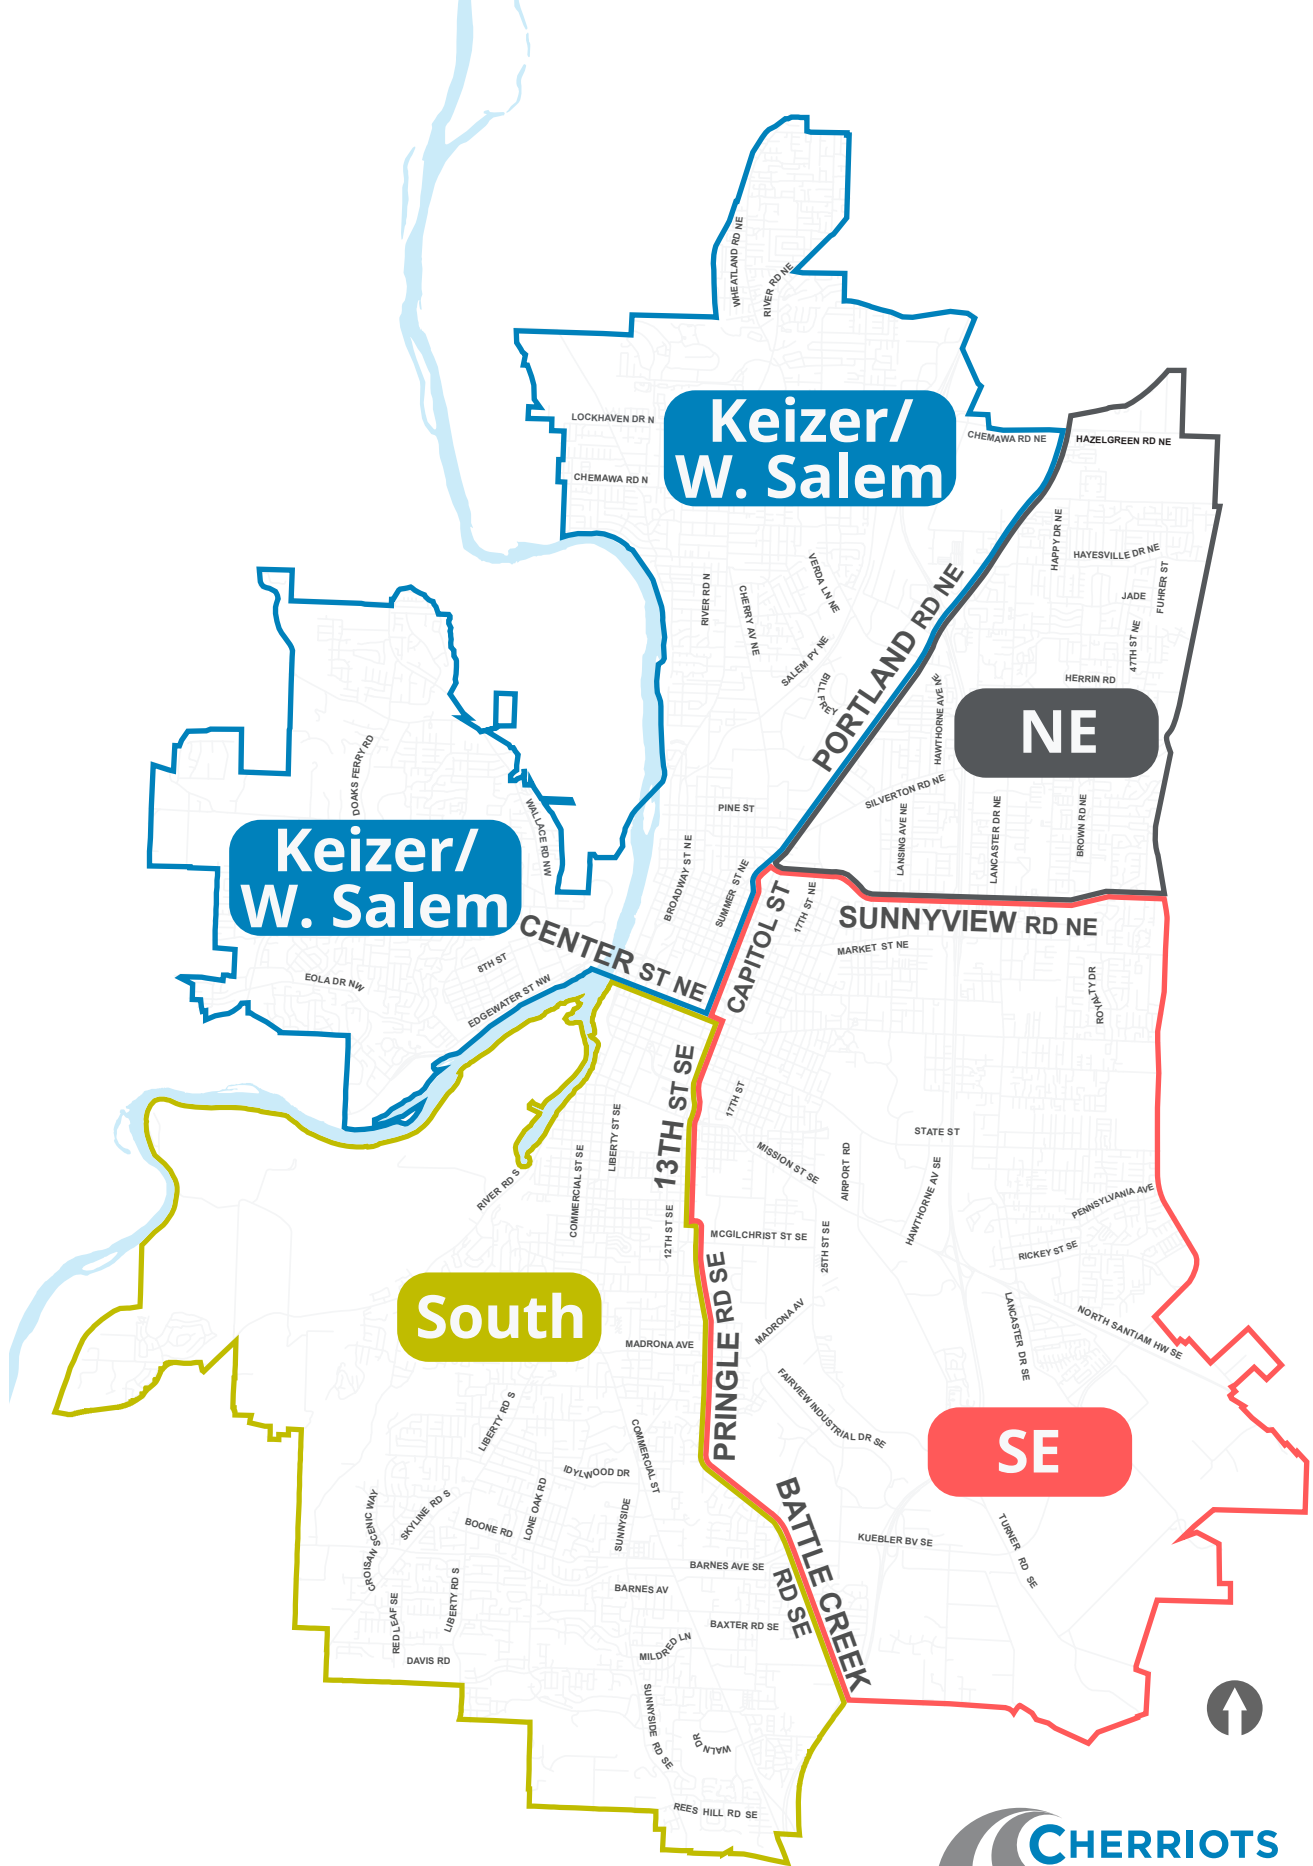 WHEATLAND RD NE
RIVER RD NE
LOCKHAVEN DR N
Keizer/
W. Salem
CHEMAWA RD NE
HAZELGREEN RD NE
CHEMAWA RD N
HAPPY DR NE
HAYESVILLE DR NE
FUHRER ST
JADE
47TH ST NE
HERRIN RD
VERDA LN NE
RIVER RD N
CHERRY AV NE
SALEM PY NE
BILL FREY
PORTLAND RD NE
HAWTHORNE AVE NE
NE
SILVERTON RD NE
LANSING AVE NE
LANCASTER DR NE
BROWN RD NE
PINE ST
BROADWAY ST NE
SUMMER ST NE
DOAKS FERRY RD
WALLACE RD NW
Keizer/
W. Salem
EOLA DR NW
8TH ST
EDGEWATER ST NW
CENTER ST NE
CAPITOL ST
17TH ST NE
SUNNYVIEW RD NE
MARKET ST NE
ROYALTY DR
13TH ST SE
17TH ST
STATE ST
MISSION ST SE
AIRPORT RD
HAWTHORNE AV SE
PENNSYLVANIA AVE
RICKEY ST SE
LIBERTY ST SE
COMMERCIAL ST SE
RIVER RD S
12TH ST SE
MCGILCHRIST ST SE
25TH ST SE
South
MADRONA AVE
PRINGLE RD SE
MADRONA AV
LANCASTER DR SE
NORTH SANTIAM HW SE
FAIRVIEW INDUSTRIAL DR SE
SE
LIBERTY RD S
COMMERCIAL ST
IDYLWOOD DR
LONE OAK RD
SKYLINE RD S
CROISAN SCENIC WAY
BOONE RD
SUNNYSIDE
BATTLE CREEK
RD SE
KUEBLER BV SE
TURNER RD SE
BARNES AVE SE
BARNES AV
LIBERTY RD S
RED LEAF SE
BAXTER RD SE
MILDRED LN
DAVIS RD
SUNNYSIDE RD SE
WALN DR
REES HILL RD SE
CHERRIOTS